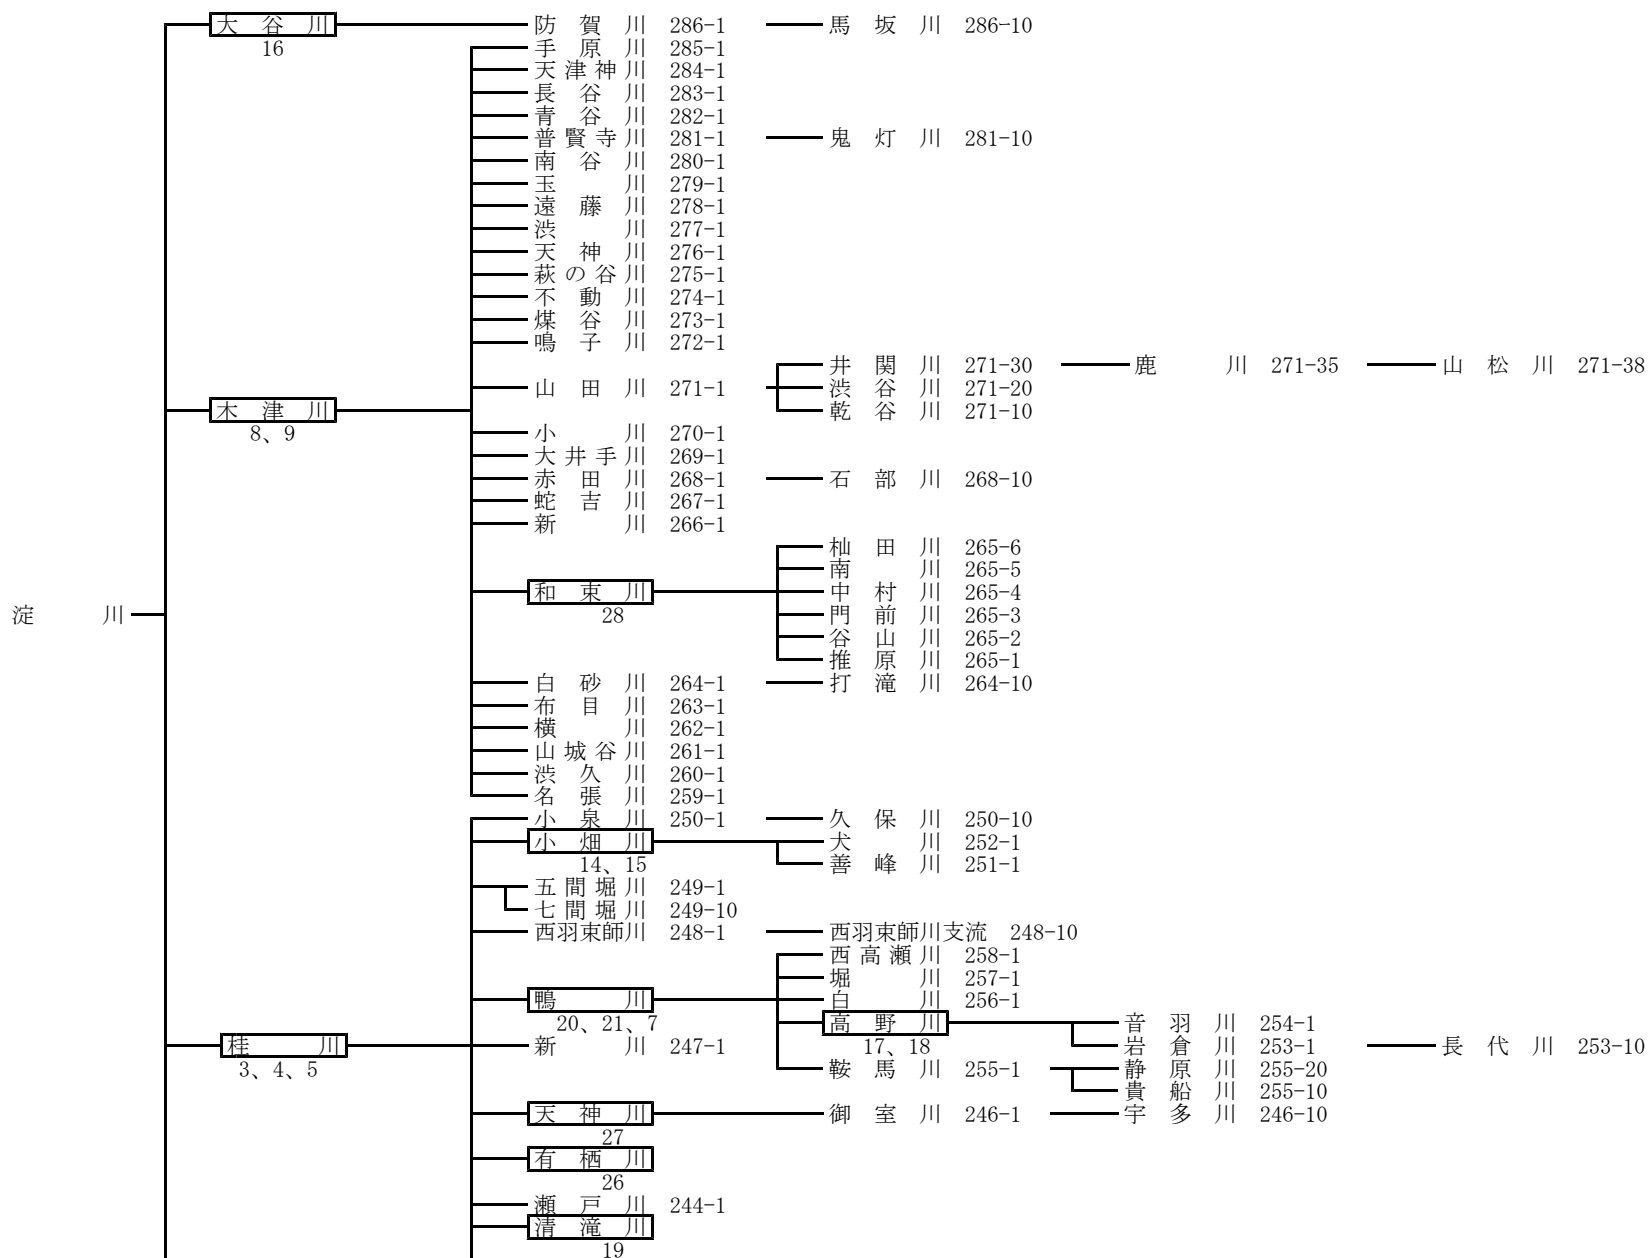 大谷川 防賀川 286-1 馬坂川 286-10
16 手原川 285-1
天津神川 284-1
長谷川 283-1
青谷川 282-1
普賢寺川 281-1 鬼灯川 281-10
南谷川 280-1
玉川 279-1
遠藤川 278-1
渋川 277-1
天神川 276-1
萩の谷川 275-1
不動川 274-1
煤谷川 273-1
鳴子川 272-1
井関川 271-30 鹿川 271-35 山松川 271-38
山田川 271-1 渋谷川 271-20
木津川 乾谷川 271-10
8、9 小川 270-1
大井手川 269-1
赤田川 268-1 石部川 268-10
蛇吉川 267-1
新川 266-1
杣田川 265-6
南川 265-5
和束川 中村川 265-4
淀川 28 門前川 265-3
谷山川 265-2
推原川 265-1
白砂川 264-1 打滝川 264-10
布目川 263-1
横川 262-1
山城谷川 261-1
渋久川 260-1
名張川 259-1
小泉川 250-1 久保川 250-10
小畑川 犬川 252-1
14、15 善峰川 251-1
五間堀川 249-1
七間堀川 249-10
西羽束師川 248-1 西羽束師川支流 248-10
西高瀬川 258-1
堀川 257-1
鴨川 白川 256-1
20、21、7 高野川 音羽川 254-1
桂川 新川 247-1 17、18 岩倉川 253-1 長代川 253-10
3、4、5 鞍馬川 255-1 静原川 255-20
貴船川 255-10
天神川 御室川 246-1 宇多川 246-10
27
有栖川
26
瀬戸川 244-1
清滝川
19